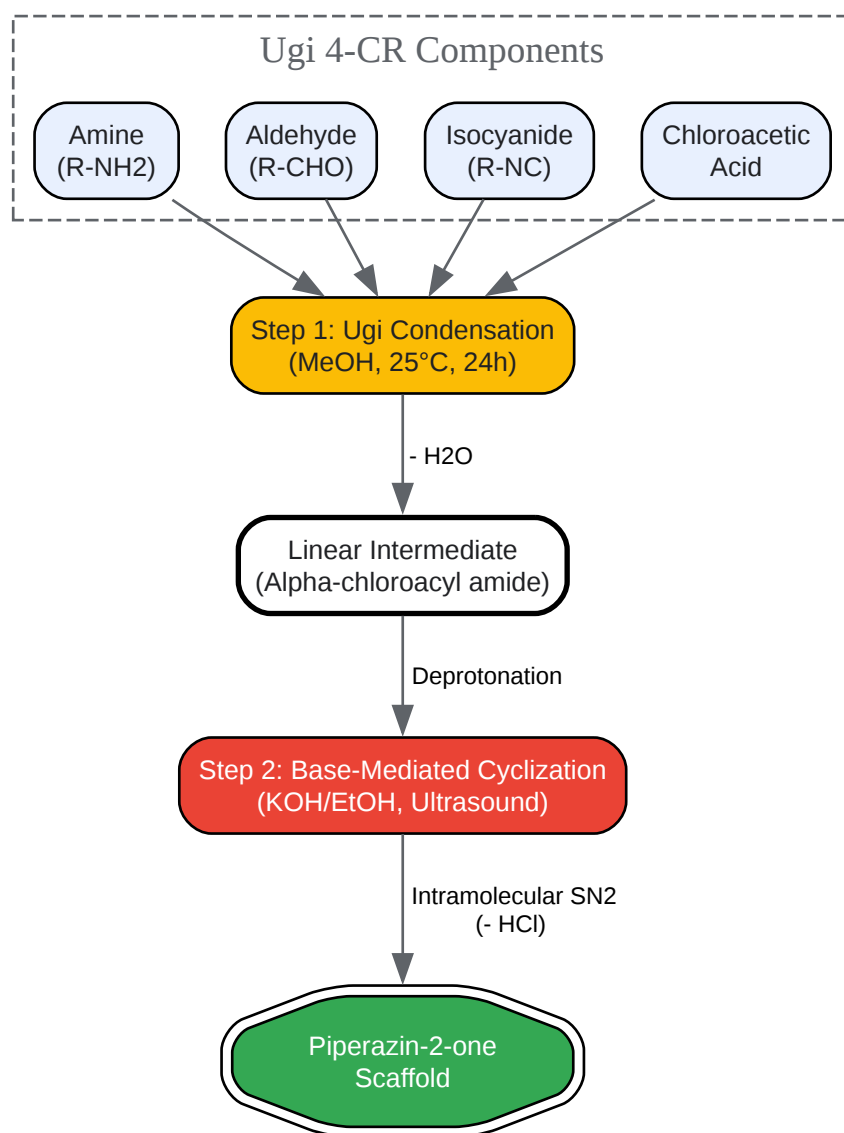 Ugi 4-CR Components
Amine
(R-NH2)
Aldehyde
(R-CHO)
Isocyanide
(R-NC)
Chloroacetic
Acid
Step 1: Ugi Condensation
(MeOH, 25°C, 24h)
- H2O
Linear Intermediate
(Alpha-chloroacyl amide)
Deprotonation
Step 2: Base-Mediated Cyclization
(KOH/EtOH, Ultrasound)
Intramolecular SN2
(- HCl)
Piperazin-2-one
Scaffold